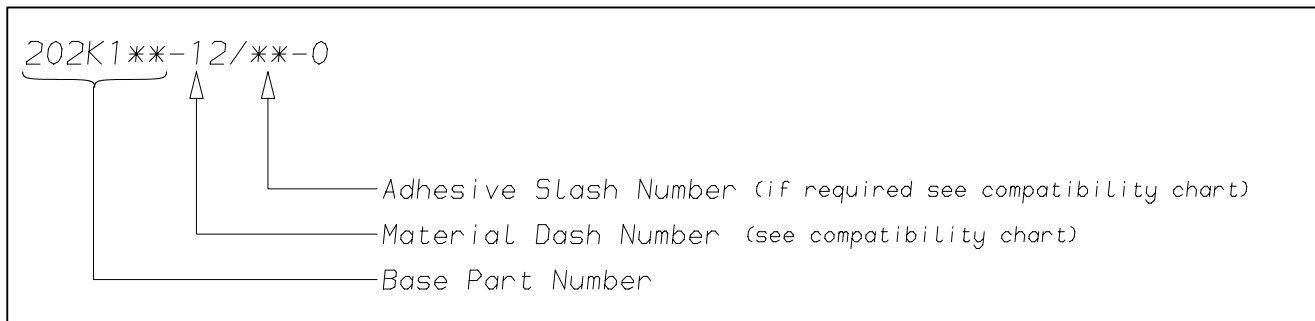 202K1**-12/**-0
Adhesive Slash Number (if required see compatibility chart)
Material Dash Number (see compatibility chart)
Base Part Number